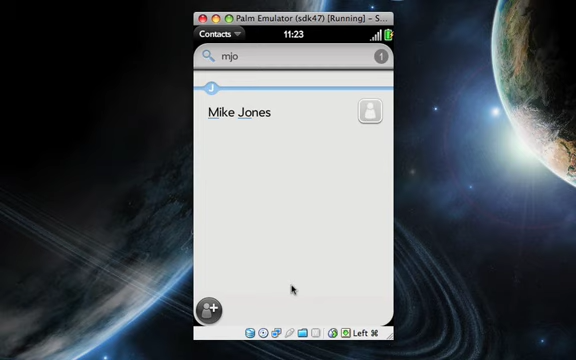 Palm Emulator (sdk47) [Running] – S...
Contacts
11:23
mjo
1
J
Mike Jones
Left ⌘